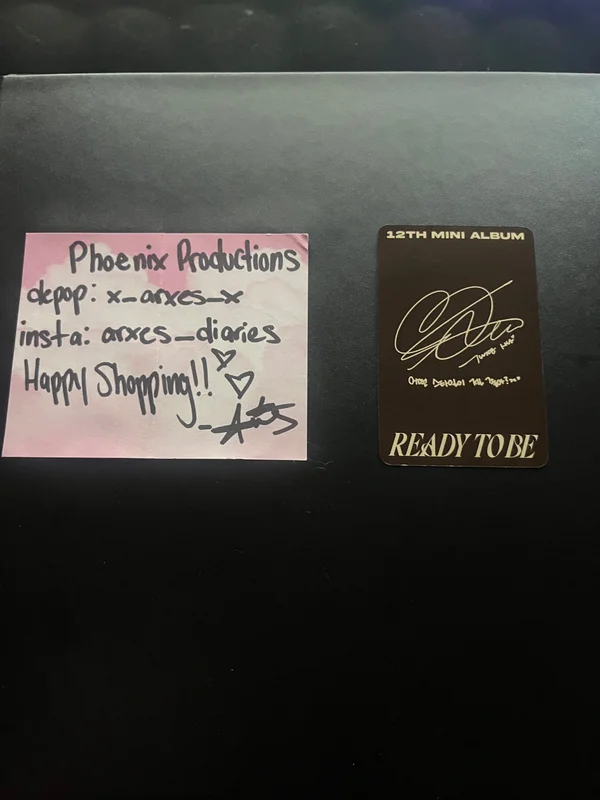 Phoenix Productions
depop: x_arxes_x
insta: arxes_diaries
Happy Shopping!!
12TH MINI ALBUM
READY TO BE